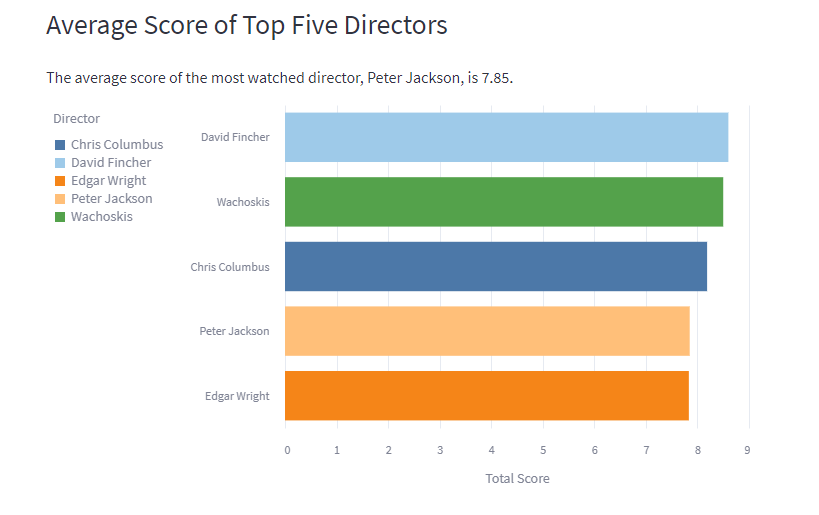 Average Score of Top Five Directors
The average score of the most watched director, Peter Jackson, is 7.85.
Director
Chris Columbus
David Fincher
Edgar Wright
Peter Jackson
Wachoskis
David Fincher
Wachoskis
Chris Columbus
Peter Jackson
Edgar Wright
0 1 2 3 4 5 6 7 8 9
Total Score